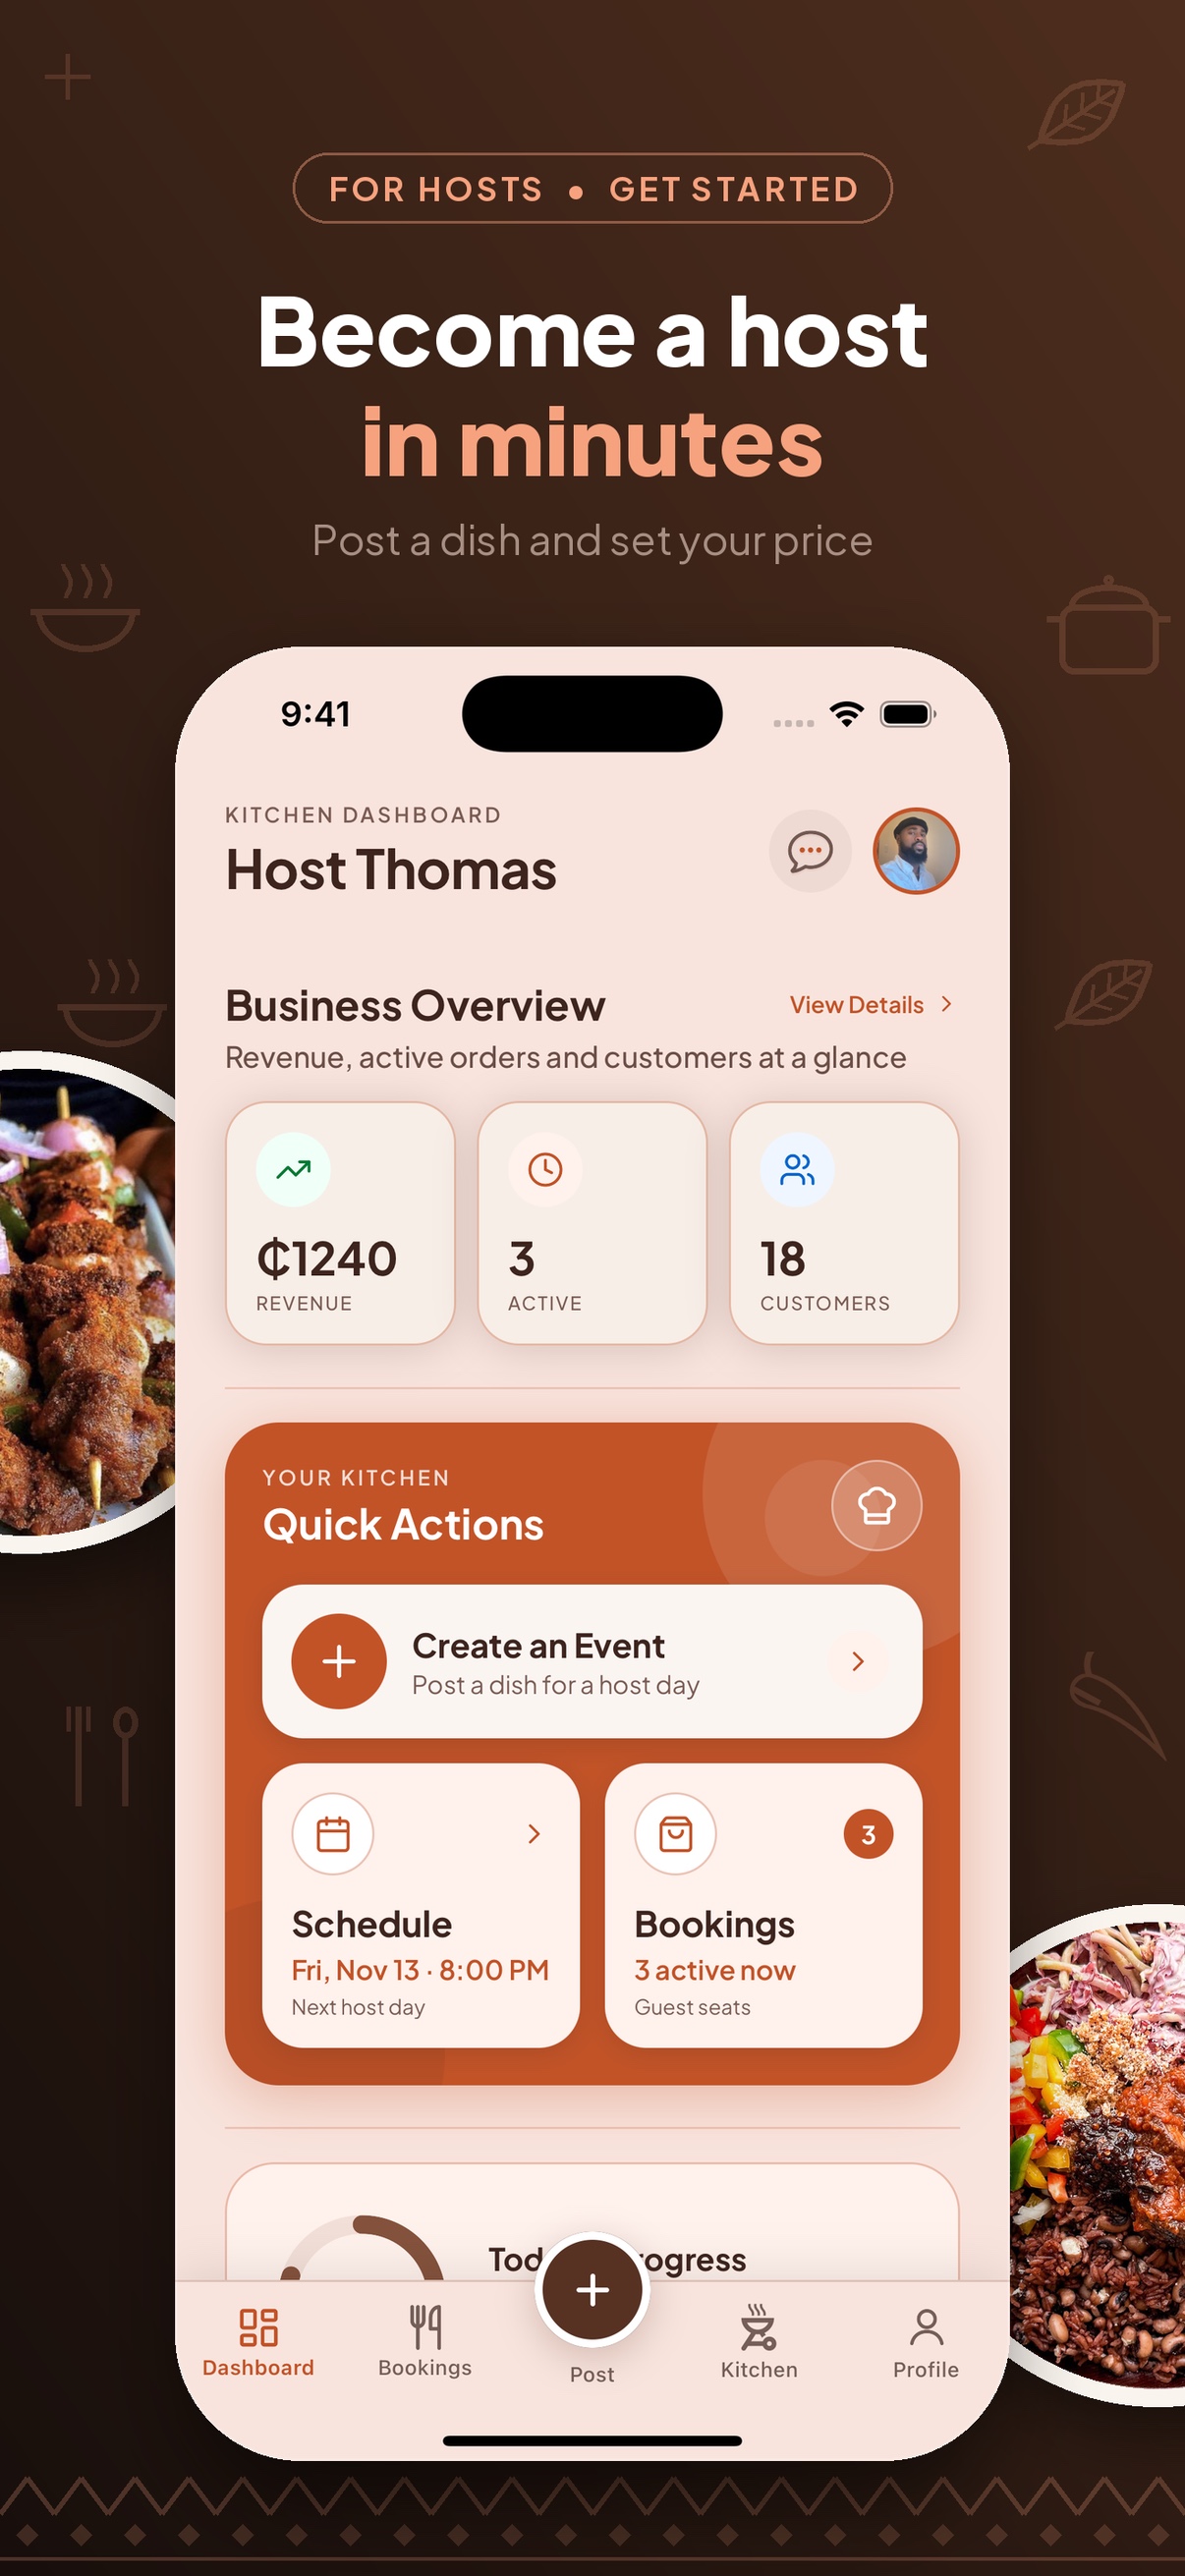 FOR HOSTS • GET STARTED
Become a host
in minutes
Post a dish and set your price
9:41
KITCHEN DASHBOARD
Host Thomas
Business Overview
View Details
Revenue, active orders and customers at a glance
₵1240
REVENUE
3
ACTIVE
18
CUSTOMERS
YOUR KITCHEN
Quick Actions
Create an Event
Post a dish for a host day
3
Schedule
Fri, Nov 13 · 8:00 PM
Next host day
Bookings
3 active now
Guest seats
Dashboard
Bookings
Post
Kitchen
Profile